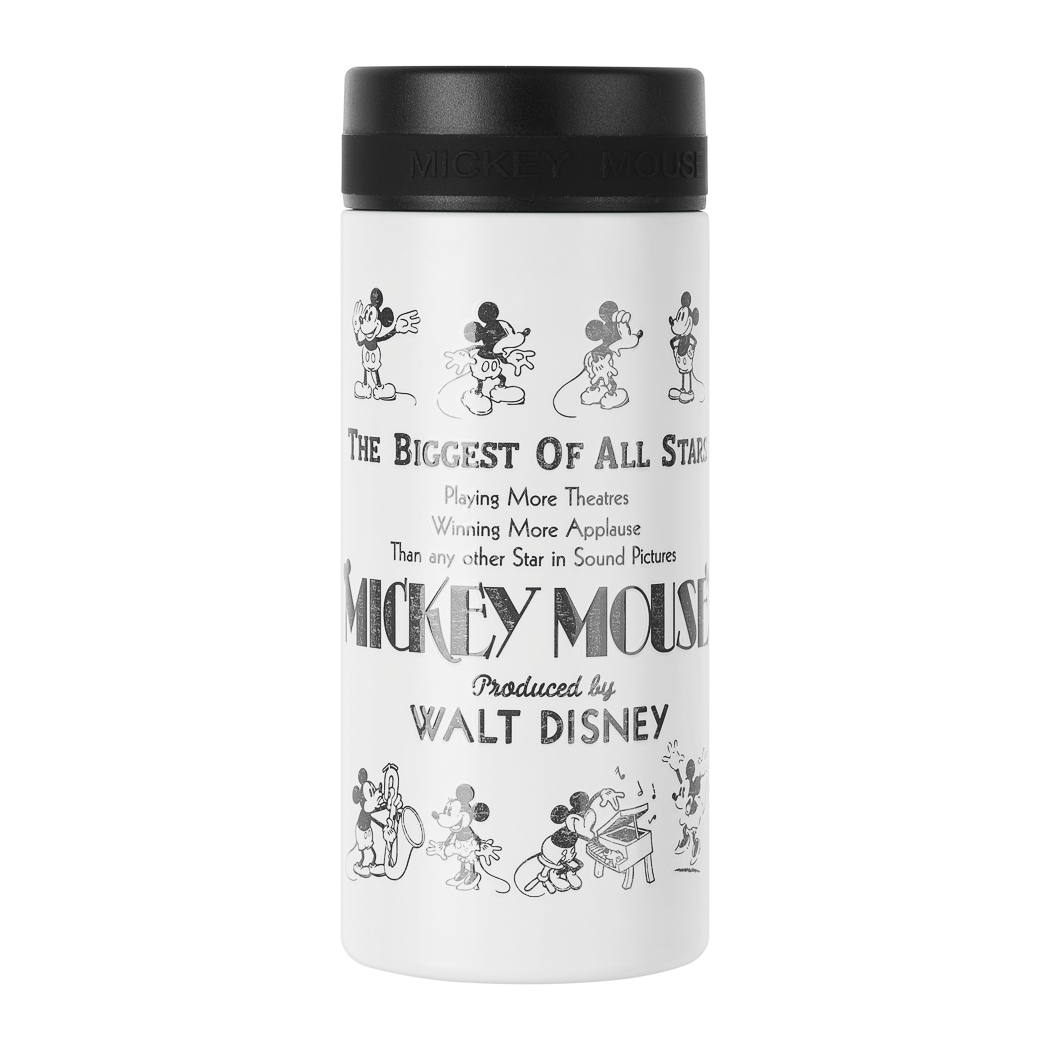 MICKEY MOUSE
THE BIGGEST OF ALL STARS
Playing More Theatres
Winning More Applause
Than any other Star in Sound Pictures
"MICKEY MOUSE"
Produced by
WALT DISNEY